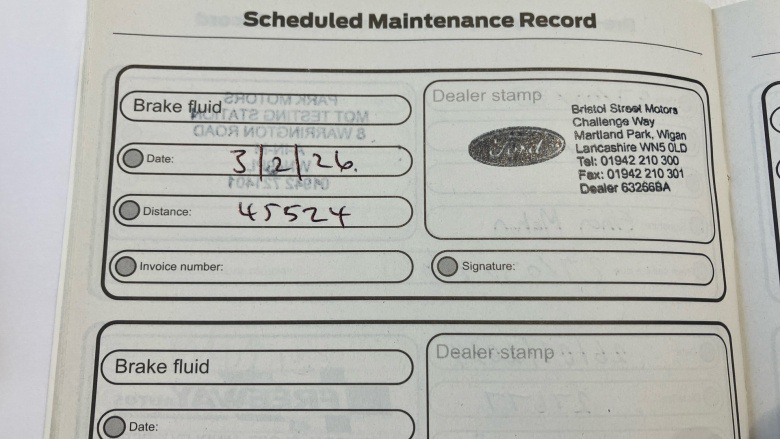 Scheduled Maintenance Record
Brake fluid
Date: 3/2/26.
Distance: 45524
Invoice number:
Dealer stamp
Ford
Bristol Street Motors
Challenge Way
Martland Park, Wigan
Lancashire WN5 0LD
Tel: 01942 210 300
Fax: 01942 210 301
Dealer 63266BA
Signature:
Brake fluid
Date:
Dealer stamp